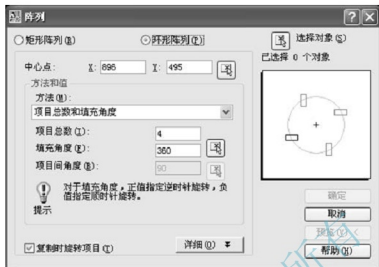 阵列
矩形阵列(R)
环形阵列(P)
选择对象(S)
已选择 0 个对象
中心点: X: 896 Y: 495
方法和值
方法(M):
项目总数和填充角度
项目总数(I): 4
填充角度(F): 360
项目间角度(B): 90
对于填充角度,正值指定逆时针旋转,负
值指定顺时针旋转。
提示
复制时旋转项目(T)
详细(O)
确定
取消
预览(V) <
帮助(H)